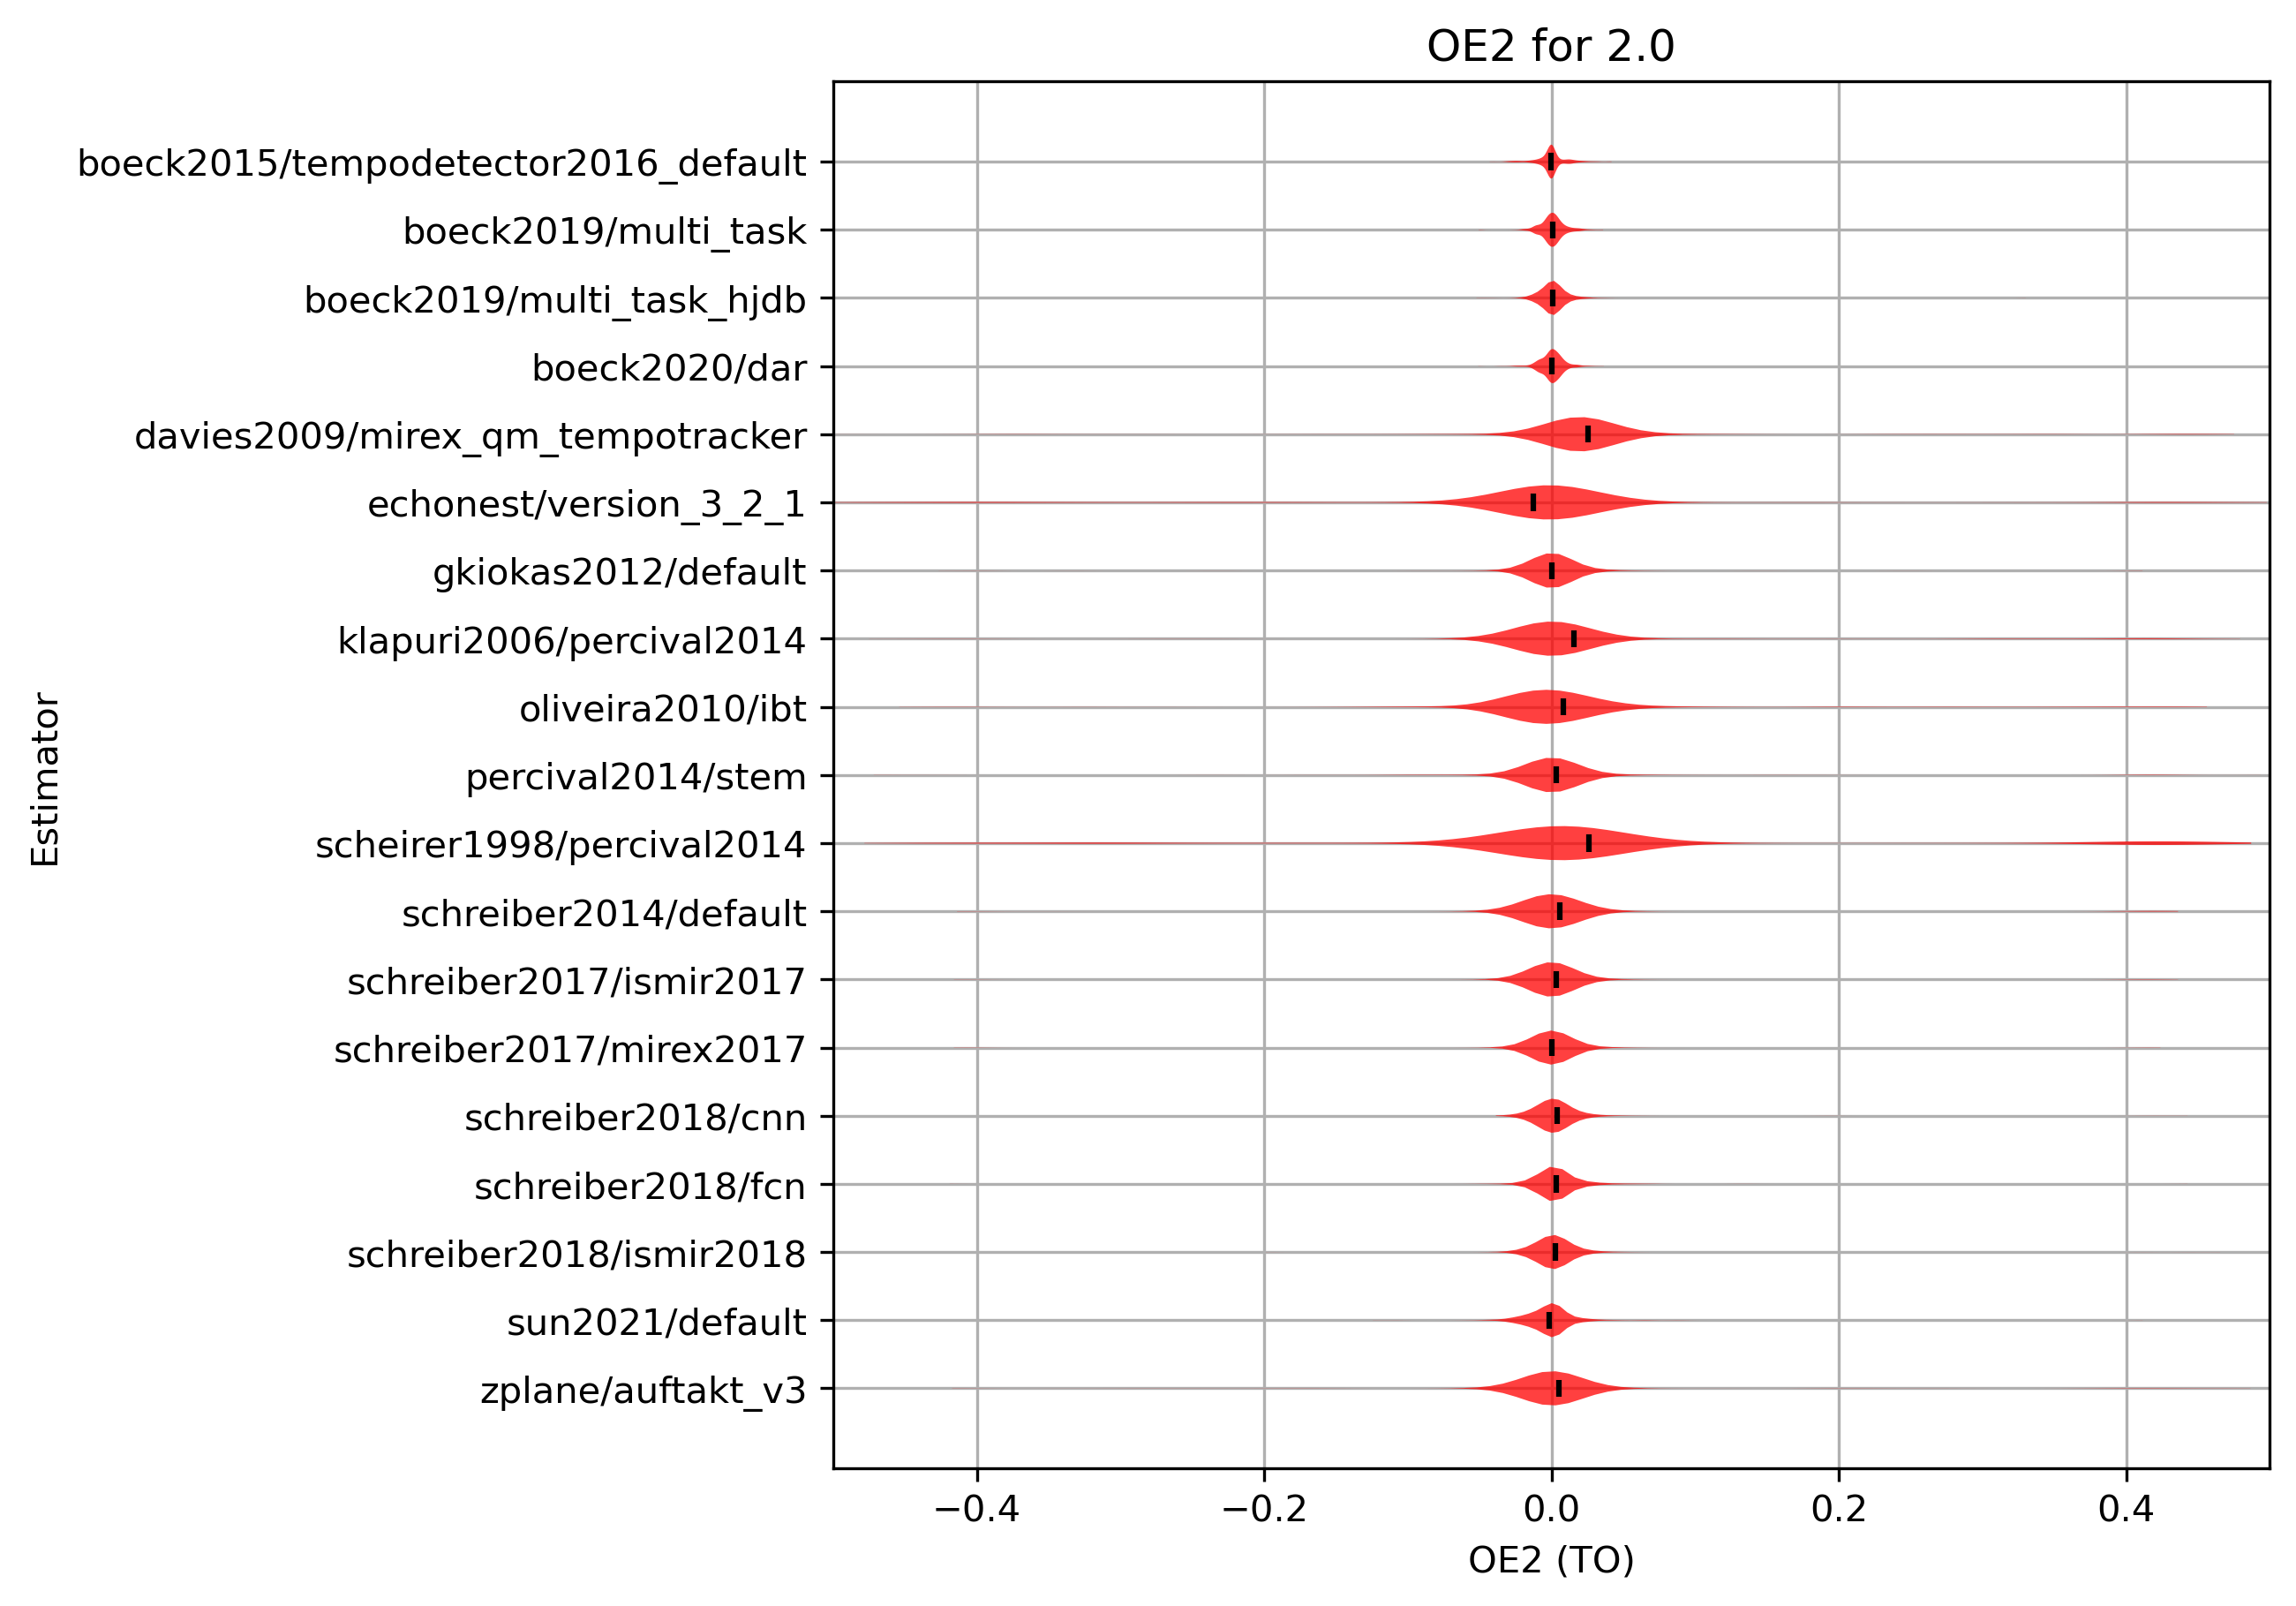 OE2 for 2.0
boeck2015/tempodetector2016_default
boeck2019/multi_task
boeck2019/multi_task_hjdb
boeck2020/dar
davies2009/mirex_qm_tempotracker
echonest/version_3_2_1
gkiokas2012/default
klapuri2006/percival2014
oliveira2010/ibt
percival2014/stem
scheirer1998/percival2014
schreiber2014/default
schreiber2017/ismir2017
schreiber2017/mirex2017
schreiber2018/cnn
schreiber2018/fcn
schreiber2018/ismir2018
sun2021/default
zplane/auftakt_v3
Estimator
−0.4 −0.2 0.0 0.2 0.4
OE2 (TO)